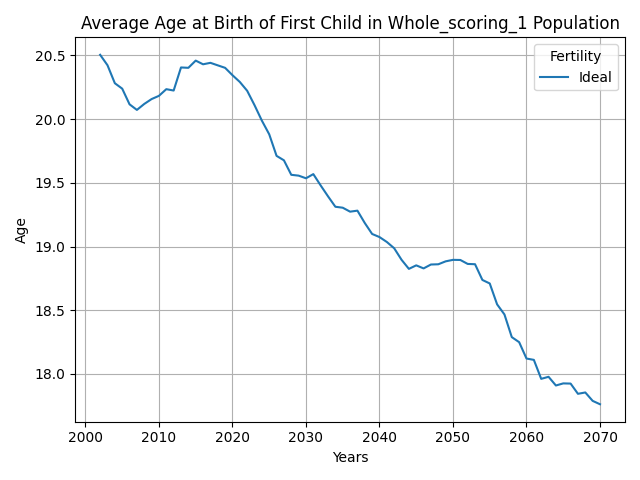 Average Age at Birth of First Child in Whole_scoring_1 Population
Fertility
Ideal
Age
20.5
20.0
19.5
19.0
18.5
18.0
2000 2010 2020 2030 2040 2050 2060 2070
Years